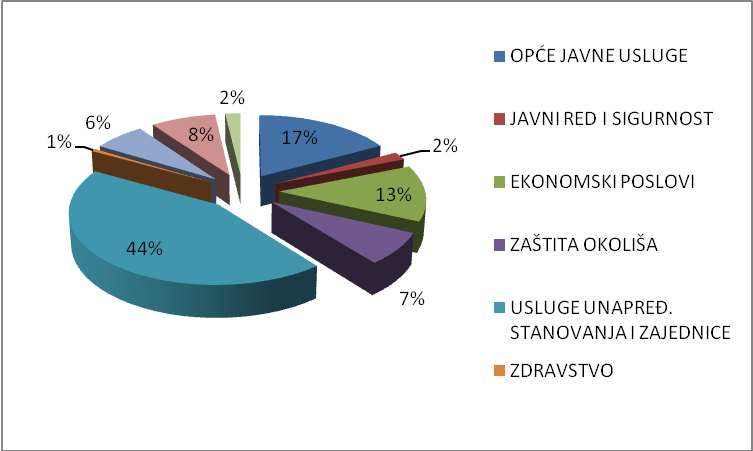 2%
17%
2%
13%
7%
44%
1%
6%
8%
OPĆE JAVNE USLUGE
JAVNI RED I SIGURNOST
EKONOMSKI POSLOVI
ZAŠTITA OKOLIŠA
USLUGE UNAPREĐ.
STANOVANJA I ZAJEDNICE
ZDRAVSTVO